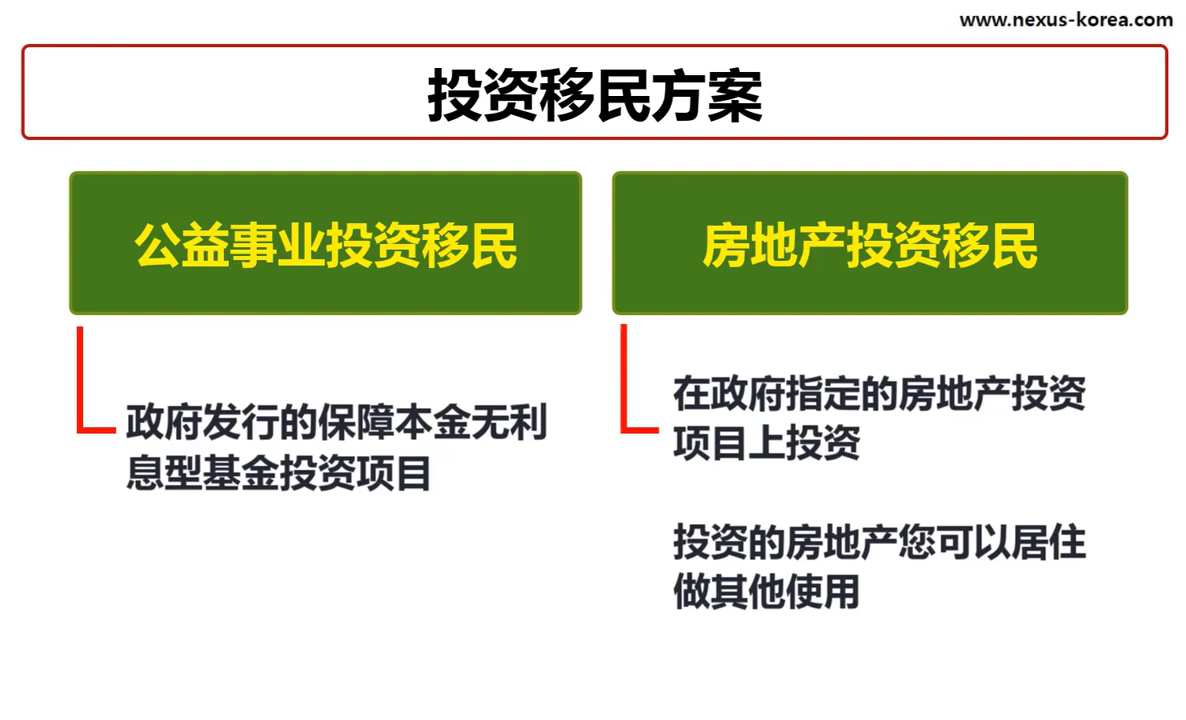 www.nexus-korea.com
投资移民方案
公益事业投资移民
政府发行的保障本金无利
息型基金投资项目
房地产投资移民
在政府指定的房地产投资
项目上投资
投资的房地产您可以居住
做其他使用